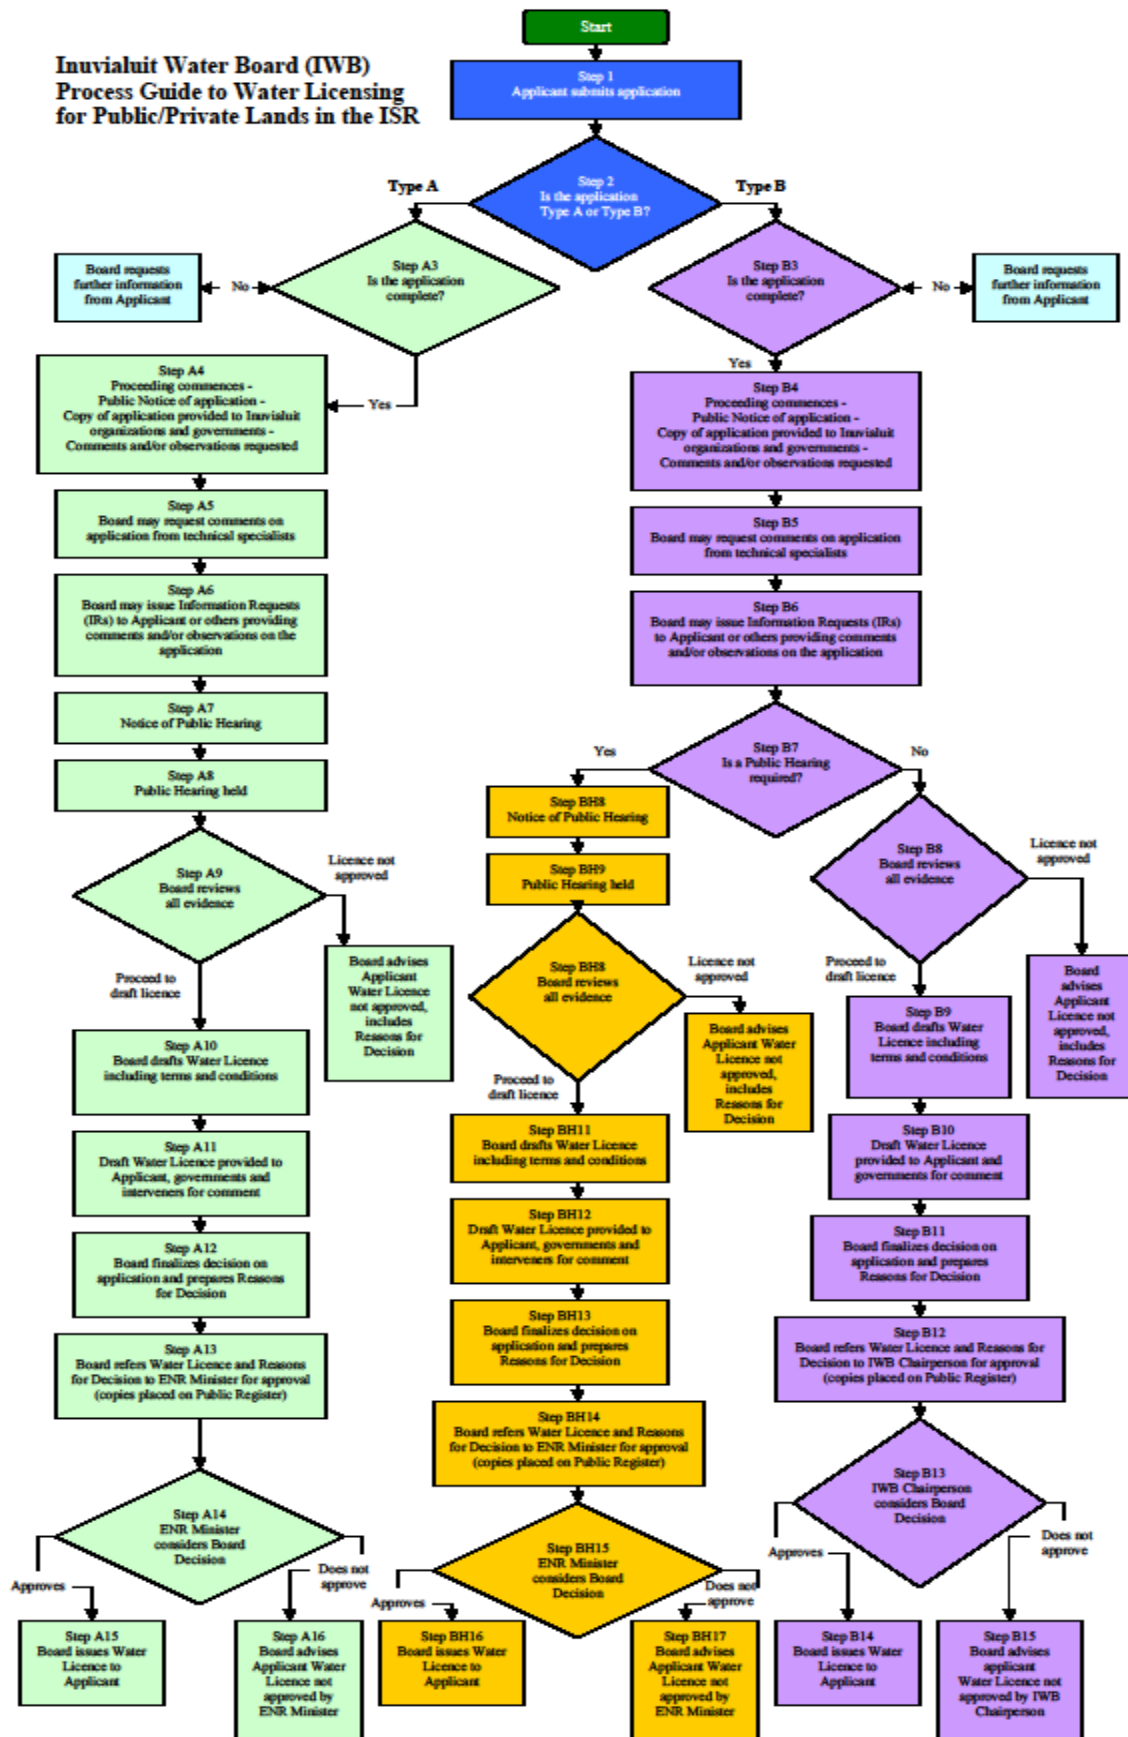 Start
Inuvialuit Water Board (IWB)
Process Guide to Water Licensing
for Public/Private Lands in the ISR
Step 1
Applicant submits application
Step 2
Is the application
Type A or Type B?
Type A
Type B
Step A3
Is the application
complete?
No
Board requests
further information
from Applicant
Yes
Step B3
Is the application
complete?
No
Board requests
further information
from Applicant
Yes
Step A4
Proceeding commences -
Public Notice of application -
Copy of application provided to Inuvialuit
organizations and governments -
Comments and/or observations requested
Step A5
Board may request comments on
application from technical specialists
Step A6
Board may issue Information Requests
(IRs) to Applicant or others providing
comments and/or observations on the
application
Step A7
Notice of Public Hearing
Step A8
Public Hearing held
Step A9
Board reviews
all evidence
Licence not
approved
Board advises
Applicant
Water Licence
not approved,
includes
Reasons for
Decision
Proceed to
draft licence
Step A10
Board drafts Water Licence
including terms and conditions
Step A11
Draft Water Licence provided to
Applicant, governments and
interveners for comment
Step A12
Board finalizes decision on
application and prepares Reasons
for Decision
Step A13
Board refers Water Licence and Reasons
for Decision to ENR Minister for approval
(copies placed on Public Register)
Step A14
ENR Minister
considers Board
Decision
Approves
Does not
approve
Step A15
Board issues Water
Licence to
Applicant
Step A16
Board advises
Applicant Water
Licence not
approved by
ENR Minister
Step B4
Proceeding commences -
Public Notice of application -
Copy of application provided to Inuvialuit
organizations and governments -
Comments and/or observations requested
Step B5
Board may request comments on application
from technical specialists
Step B6
Board may issue Information Requests (IRs)
to Applicant or others providing comments
and/or observations on the application
Step B7
Is a Public Hearing
required?
Yes
No
Step BH8
Notice of Public Hearing
Step BH9
Public Hearing held
Step BH8
Board reviews
all evidence
Licence not
approved
Board advises
Applicant Water
Licence not
approved,
includes
Reasons for
Decision
Proceed to
draft licence
Step BH11
Board drafts Water Licence
including terms and conditions
Step BH12
Draft Water Licence provided to
Applicant, governments and
interveners for comment
Step BH13
Board finalizes decision on
application and prepares
Reasons for Decision
Step BH14
Board refers Water Licence and Reasons
for Decision to ENR Minister for approval
(copies placed on Public Register)
Step BH15
ENR Minister
considers Board
Decision
Approves
Does not
approve
Step BH16
Board issues Water
Licence to
Applicant
Step BH17
Board advises
Applicant Water
Licence not
approved by
ENR Minister
Step B8
Board reviews
all evidence
Licence not
approved
Board
advises
Applicant
Licence not
approved,
includes
Reasons for
Decision
Proceed to
draft licence
Step B9
Board drafts Water
Licence including
terms and conditions
Step B10
Draft Water Licence
provided to Applicant and
governments for comment
Step B11
Board finalizes decision on
application and prepares
Reasons for Decision
Step B12
Board refers Water Licence and Reasons for
Decision to IWB Chairperson for approval
(copies placed on Public Register)
Step B13
IWB Chairperson
considers Board
Decision
Approves
Does not
approve
Step B14
Board issues Water
Licence to
Applicant
Step B15
Board advises
applicant
Water Licence not
approved by IWB
Chairperson